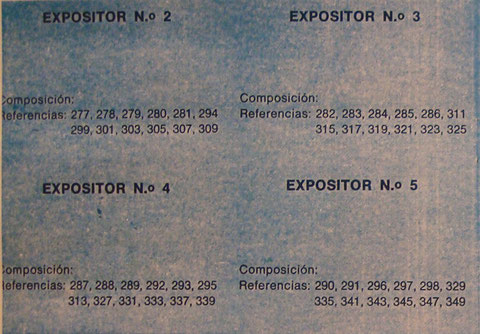 EXPOSITOR N.º 2
Composición:
Referencias: 277, 278, 279, 280, 281, 294
299, 301, 303, 305, 307, 309
EXPOSITOR N.º 3
Composición:
Referencias: 282, 283, 284, 285, 286, 311
315, 317, 319, 321, 323, 325
EXPOSITOR N.º 4
Composición:
Referencias: 287, 288, 289, 292, 293, 295
313, 327, 331, 333, 337, 339
EXPOSITOR N.º 5
Composición:
Referencias: 290, 291, 296, 297, 298, 329
335, 341, 343, 345, 347, 349